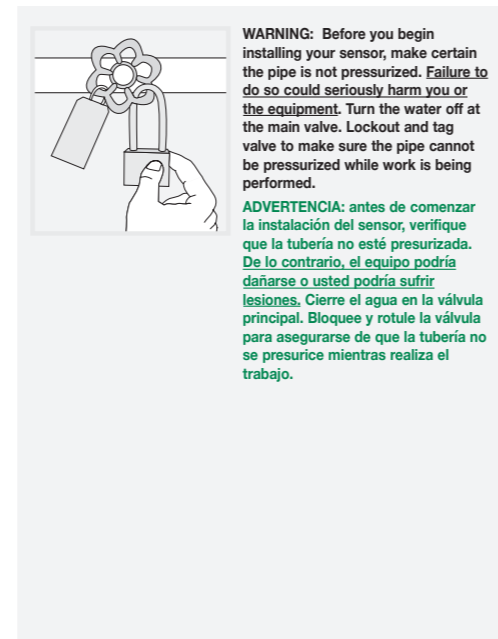 WARNING:  Before you begin
installing your sensor, make certain
the pipe is not pressurized. Failure to
do so could seriously harm you or
the equipment. Turn the water off at
the main valve. Lockout and tag
valve to make sure the pipe cannot
be pressurized while work is being
performed.
ADVERTENCIA: antes de comenzar
la instalación del sensor, verifique
que la tubería no esté presurizada.
De lo contrario, el equipo podría
dañarse o usted podría sufrir
lesiones. Cierre el agua en la válvula
principal. Bloquee y rotule la válvula
para asegurarse de que la tubería no
se presurice mientras realiza el
trabajo.